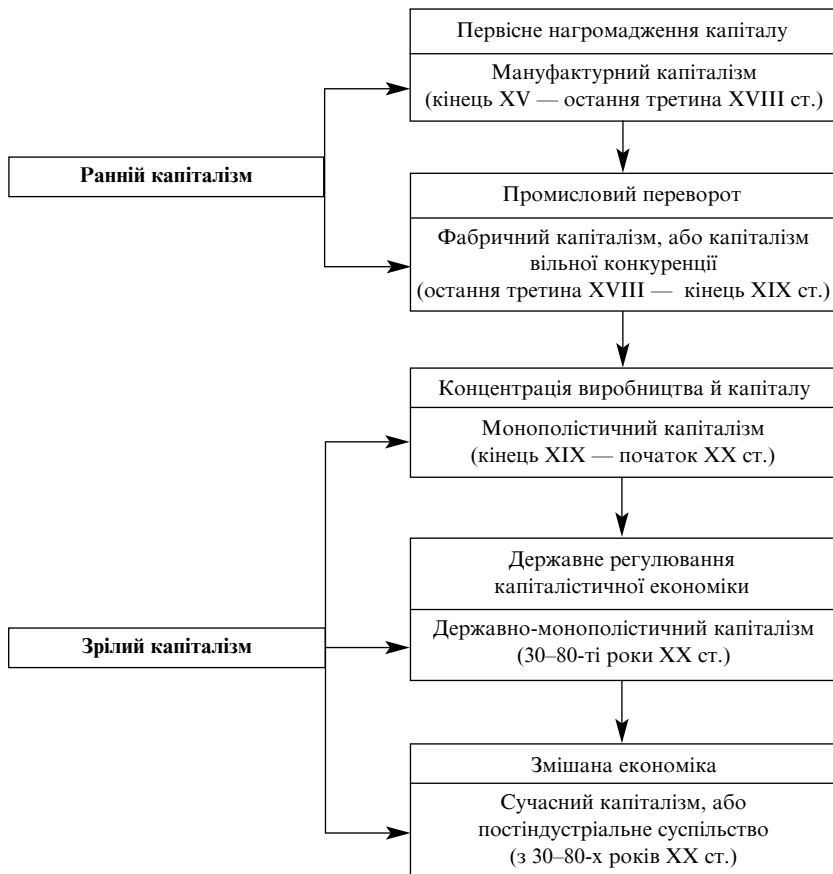 Первісне нагромадження капіталу
Мануфактурний капіталізм
(кінець XV — остання третина XVIII ст.)
Ранній капіталізм
Промисловий переворот
Фабричний капіталізм, або капіталізм
вільної конкуренції
(остання третина XVIII — кінець XIX ст.)
Концентрація виробництва й капіталу
Монополістичний капіталізм
(кінець XIX — початок XX ст.)
Державне регулювання
капіталістичної економіки
Зрілий капіталізм
Державно-монополістичний капіталізм
(30–80-ті роки XX ст.)
Змішана економіка
Сучасний капіталізм, або
постіндустріальне суспільство
(з 30–80-х років XX ст.)